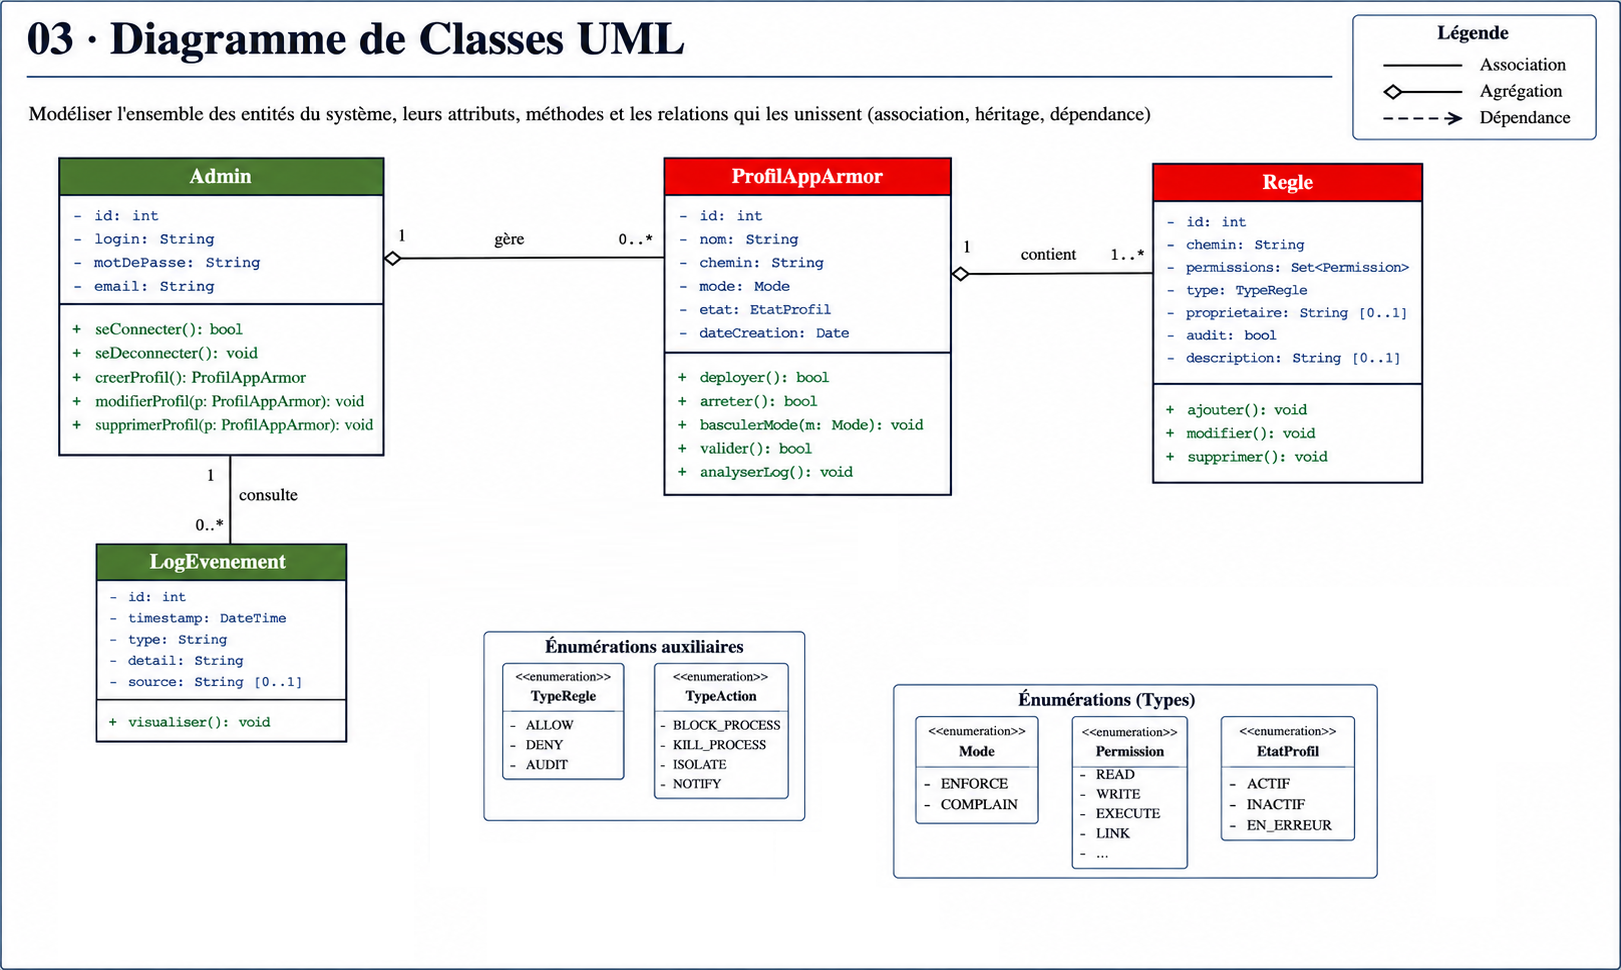 03 · Diagramme de Classes UML
Légende
Association
Agrégation
Dépendance
Modéliser l'ensemble des entités du système, leurs attributs, méthodes et les relations qui les unissent (association, héritage, dépendance)
Admin
- id: int
- login: String
- motDePasse: String
- email: String
+ seConnecter(): bool
+ seDeconnecter(): void
+ creerProfil(): ProfilAppArmor
+ modifierProfil(p: ProfilAppArmor): void
+ supprimerProfil(p: ProfilAppArmor): void
1
gère
0..*
ProfilAppArmor
- id: int
- nom: String
- chemin: String
- mode: Mode
- etat: EtatProfil
- dateCreation: Date
+ deployer(): bool
+ arreter(): bool
+ basculerMode(m: Mode): void
+ valider(): bool
+ analyserLog(): void
1
contient
1..*
Regle
- id: int
- chemin: String
- permissions: Set<Permission>
- type: TypeRegle
- proprietaire: String [0..1]
- audit: bool
- description: String [0..1]
+ ajouter(): void
+ modifier(): void
+ supprimer(): void
1
consulte
0..*
LogEvenement
- id: int
- timestamp: DateTime
- type: String
- detail: String
- source: String [0..1]
+ visualiser(): void
Énumérations auxiliaires
<<enumeration>>
TypeRegle
- ALLOW
- DENY
- AUDIT
<<enumeration>>
TypeAction
- BLOCK_PROCESS
- KILL_PROCESS
- ISOLATE
- NOTIFY
Énumérations (Types)
<<enumeration>>
Mode
- ENFORCE
- COMPLAIN
<<enumeration>>
Permission
- READ
- WRITE
- EXECUTE
- LINK
- ...
<<enumeration>>
EtatProfil
- ACTIF
- INACTIF
- EN_ERREUR